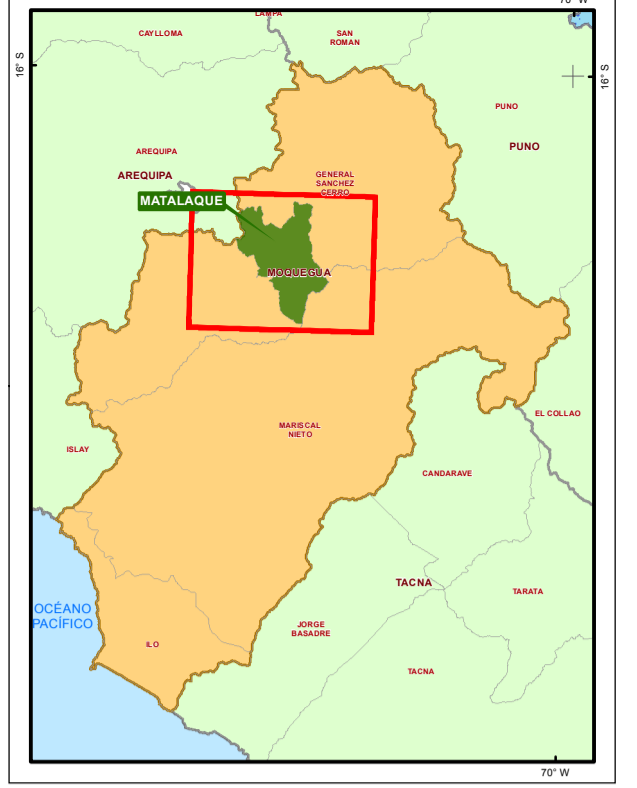 70° W
LAMPA
CAYLLOMA
SAN
ROMAN
16° S
16° S
PUNO
PUNO
AREQUIPA
AREQUIPA
GENERAL
SANCHEZ
CERRO
MATALAQUE
MOQUEGUA
EL COLLAO
MARISCAL
NIETO
ISLAY
CANDARAVE
TACNA
TARATA
OCÉANO
PACÍFICO
JORGE
BASADRE
ILO
TACNA
70° W